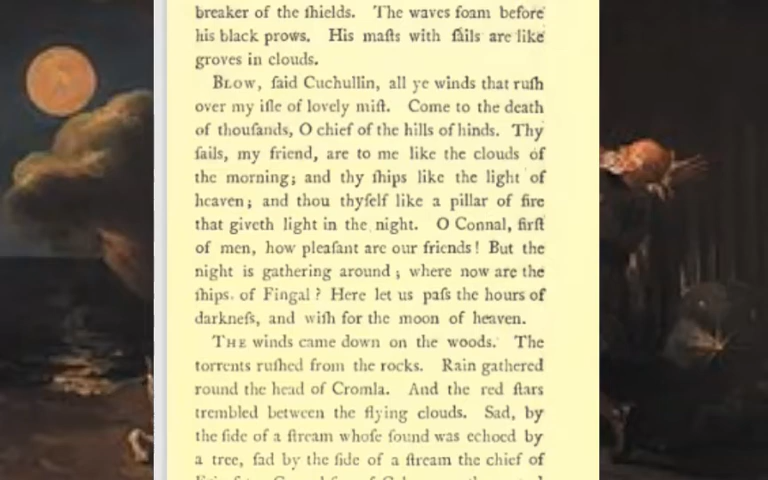 breaker of the ſhields. The waves foam before
his black prows. His maſts with ſails are like
groves in clouds.
BLOW, ſaid Cuchullin, all ye winds that ruſh
over my iſle of lovely miſt. Come to the death
of thouſands, O chief of the hills of hinds. Thy
ſails, my friend, are to me like the clouds of
the morning; and thy ſhips like the light of
heaven; and thou thyſelf like a pillar of fire
that giveth light in the night. O Connal, firſt
of men, how pleaſant are our friends! But the
night is gathering around; where now are the
ſhips of Fingal? Here let us paſs the hours of
darkneſs, and wiſh for the moon of heaven.
THE winds came down on the woods. The
torrents ruſhed from the rocks. Rain gathered
round the head of Cromla. And the red ſtars
trembled between the flying clouds. Sad, by
the ſide of a ſtream whoſe ſound was echoed by
a tree, ſad by the ſide of a ſtream the chief of